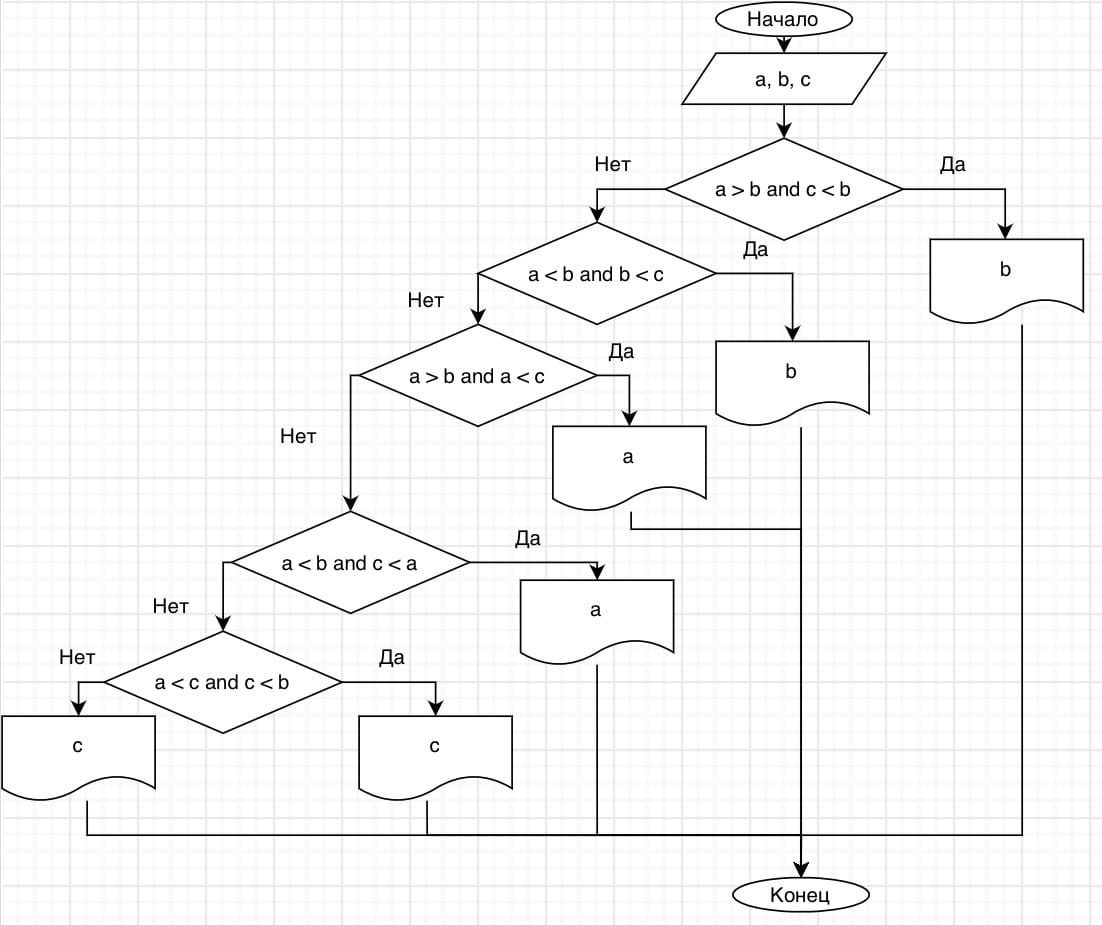 Начало
a, b, c
Нет
Да
a > b and c < b
b
Да
a < b and b < c
Нет
b
Да
a > b and a < c
a
Нет
Да
a < b and c < a
a
Нет
Нет
Да
a < c and c < b
c
c
Конец